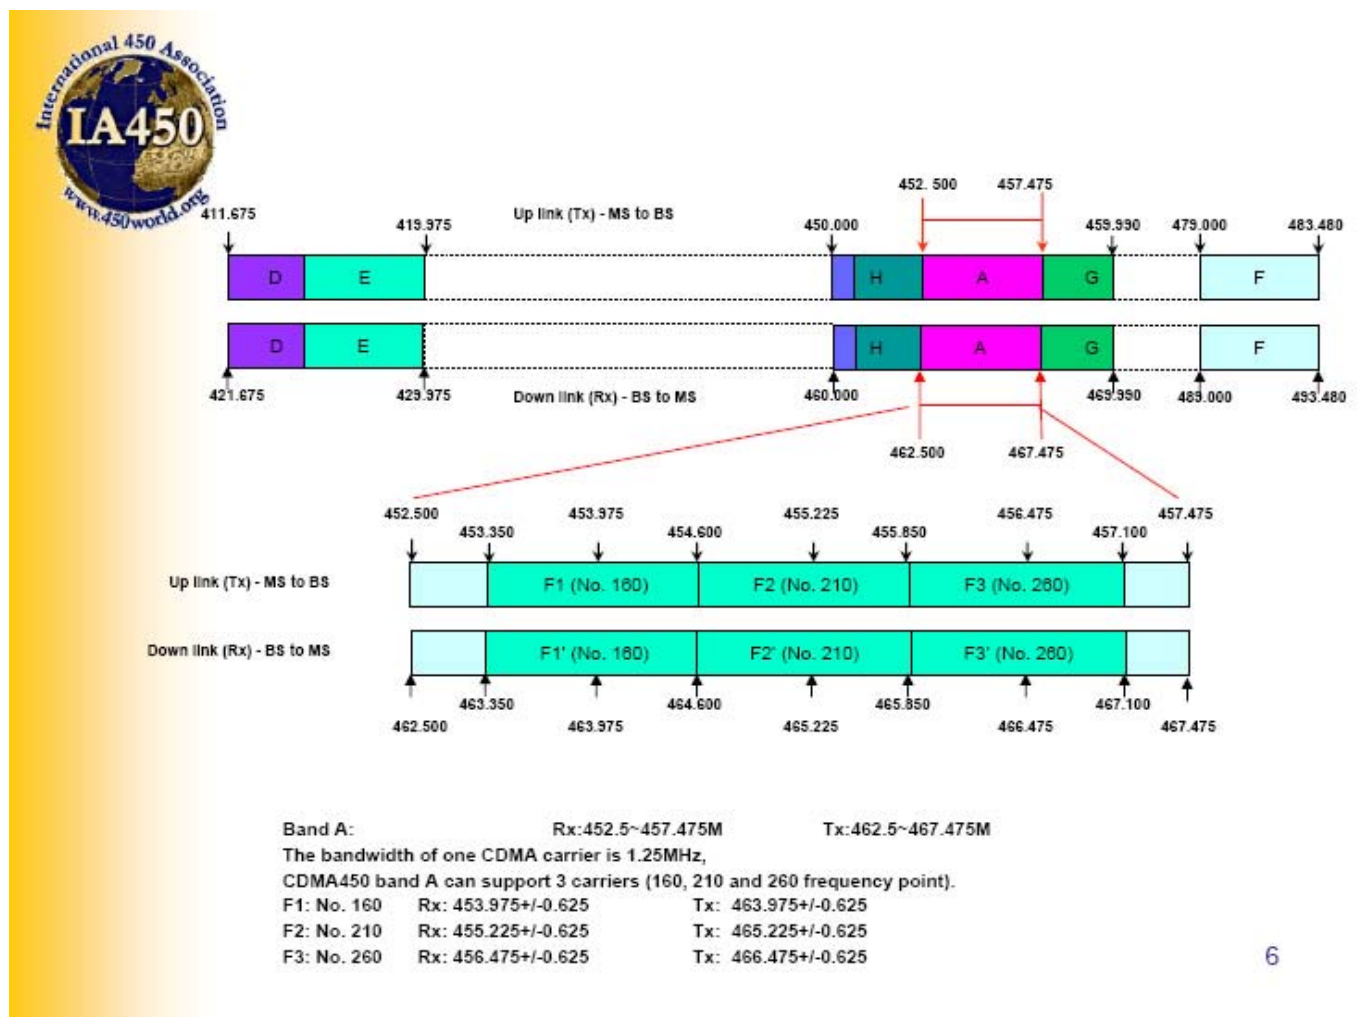 International 450 Association
IA450
www.450world.org
452. 500 457.475
411.675 419.975 Up link (Tx) - MS to BS 450.000 459.990 479.000 483.480
D E H A G F
D E H A G F
421.675 429.975 Down link (Rx) - BS to MS 460.000 469.990 489.000 493.480
462.500 467.475
452.500 453.975 455.225 456.475 457.475
453.350 454.600 455.850 457.100
Up link (Tx) - MS to BS F1 (No. 160) F2 (No. 210) F3 (No. 260)
Down link (Rx) - BS to MS F1' (No. 160) F2' (No. 210) F3' (No. 260)
463.350 464.600 465.850 467.100
462.500 463.975 465.225 466.475 467.475
Band A: Rx:452.5~457.475M Tx:462.5~467.475M
The bandwidth of one CDMA carrier is 1.25MHz,
CDMA450 band A can support 3 carriers (160, 210 and 260 frequency point).
F1: No. 160 Rx: 453.975+/-0.625 Tx: 463.975+/-0.625
F2: No. 210 Rx: 455.225+/-0.625 Tx: 465.225+/-0.625
F3: No. 260 Rx: 456.475+/-0.625 Tx: 466.475+/-0.625
6